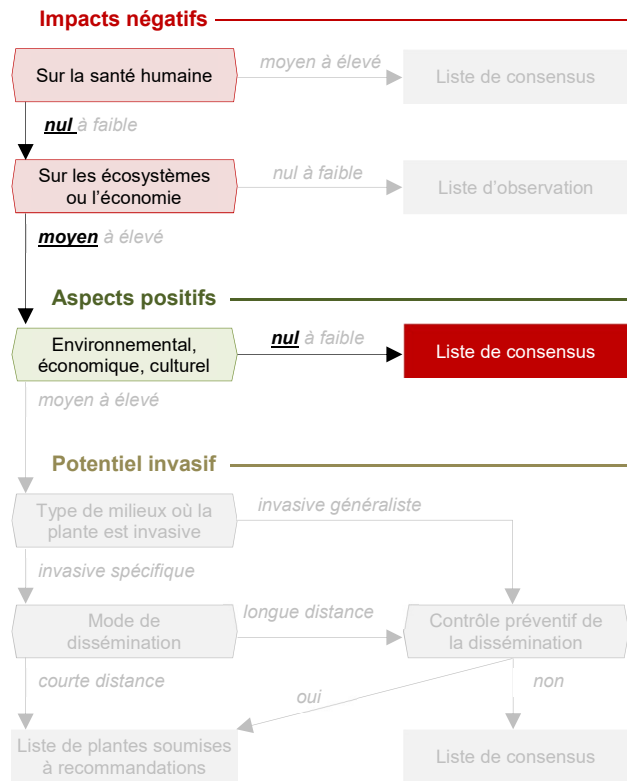 Impacts négatifs
Sur la santé humaine
moyen à élevé
Liste de consensus
nul à faible
Sur les écosystèmes
ou l'économie
nul à faible
Liste d'observation
moyen à élevé
Aspects positifs
Environnemental,
économique, culturel
nul à faible
Liste de consensus
moyen à élevé
Potentiel invasif
Type de milieux où la
plante est invasive
invasive généraliste
invasive spécifique
Mode de
dissémination
longue distance
Contrôle préventif de
la dissémination
courte distance
oui
non
Liste de plantes soumises
à recommandations
Liste de consensus